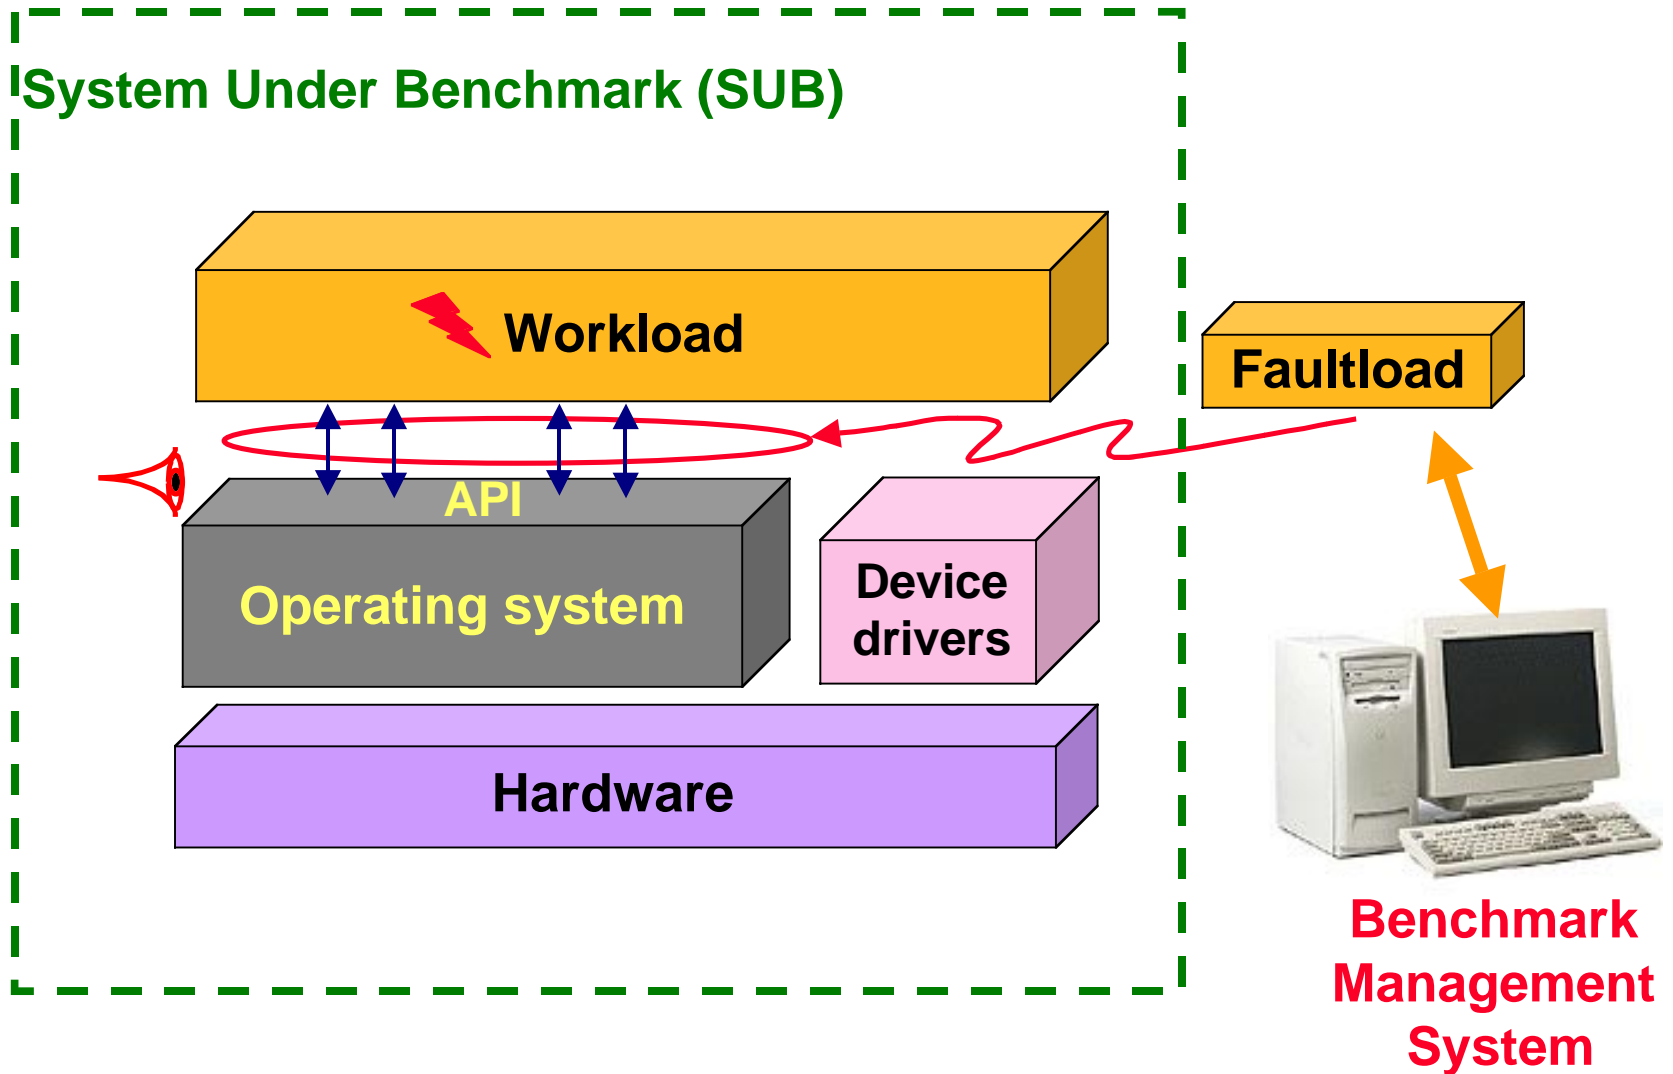 System Under Benchmark (SUB)
Workload
Faultload
API
Operating system
Device
drivers
Hardware
Benchmark
Management
System